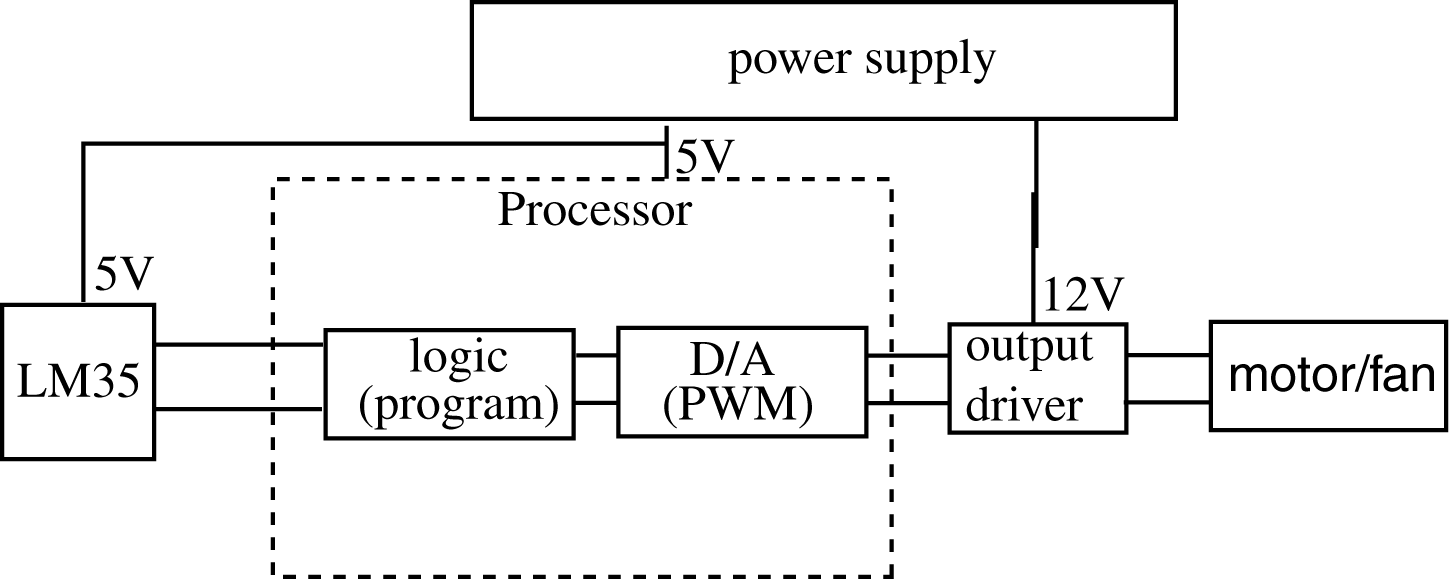 power supply
5V
Processor
5V
12V
LM35
logic
(program)
D/A
(PWM)
output
driver
motor/fan